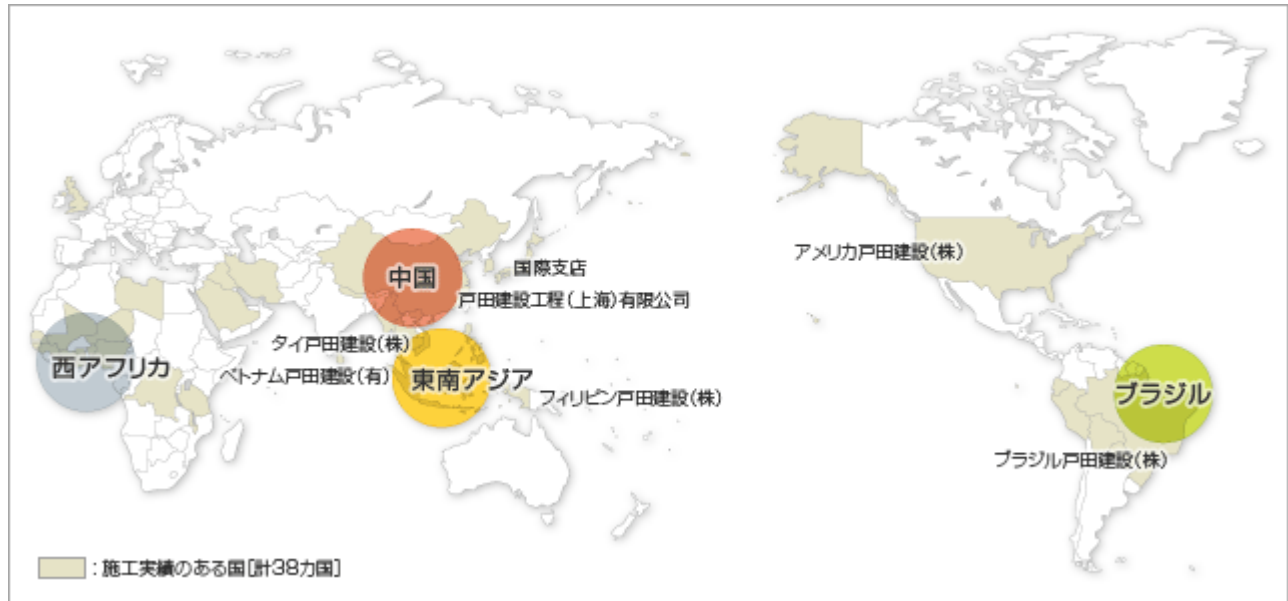 アメリカ戸田建設(株)
国際支店
中国
戸田建設工程(上海)有限公司
タイ戸田建設(株)
西アフリカ
ベトナム戸田建設(有)
東南アジア
フィリピン戸田建設(株)
ブラジル
ブラジル戸田建設(株)
:施工実績のある国[計38カ国]